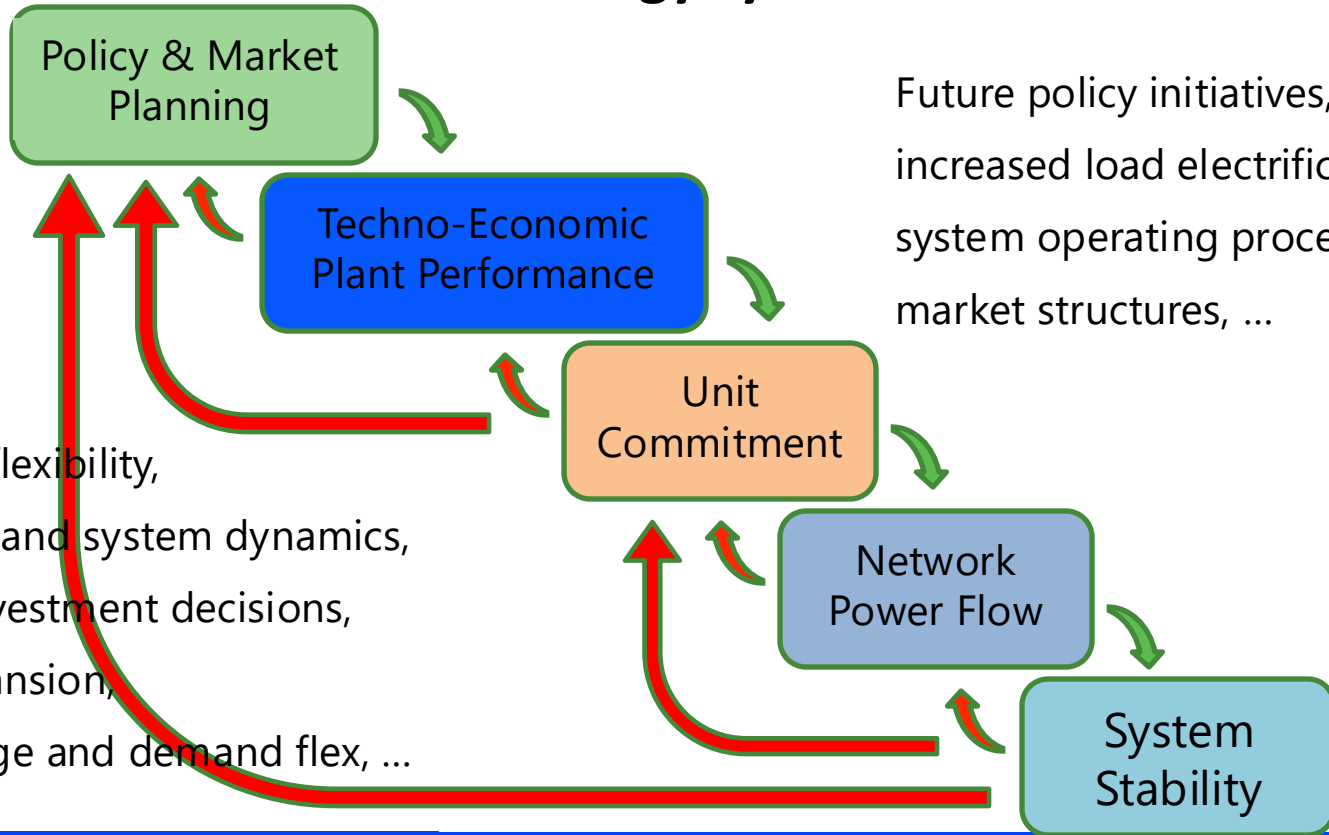 Policy & Market
Planning
Future policy initiatives,
increased load electrific
system operating proce
market structures, ...
Techno-Economic
Plant Performance
Unit
Commitment
lexibility,
and system dynamics,
vestment decisions,
ansion,
ge and demand flex, ...
Network
Power Flow
System
Stability